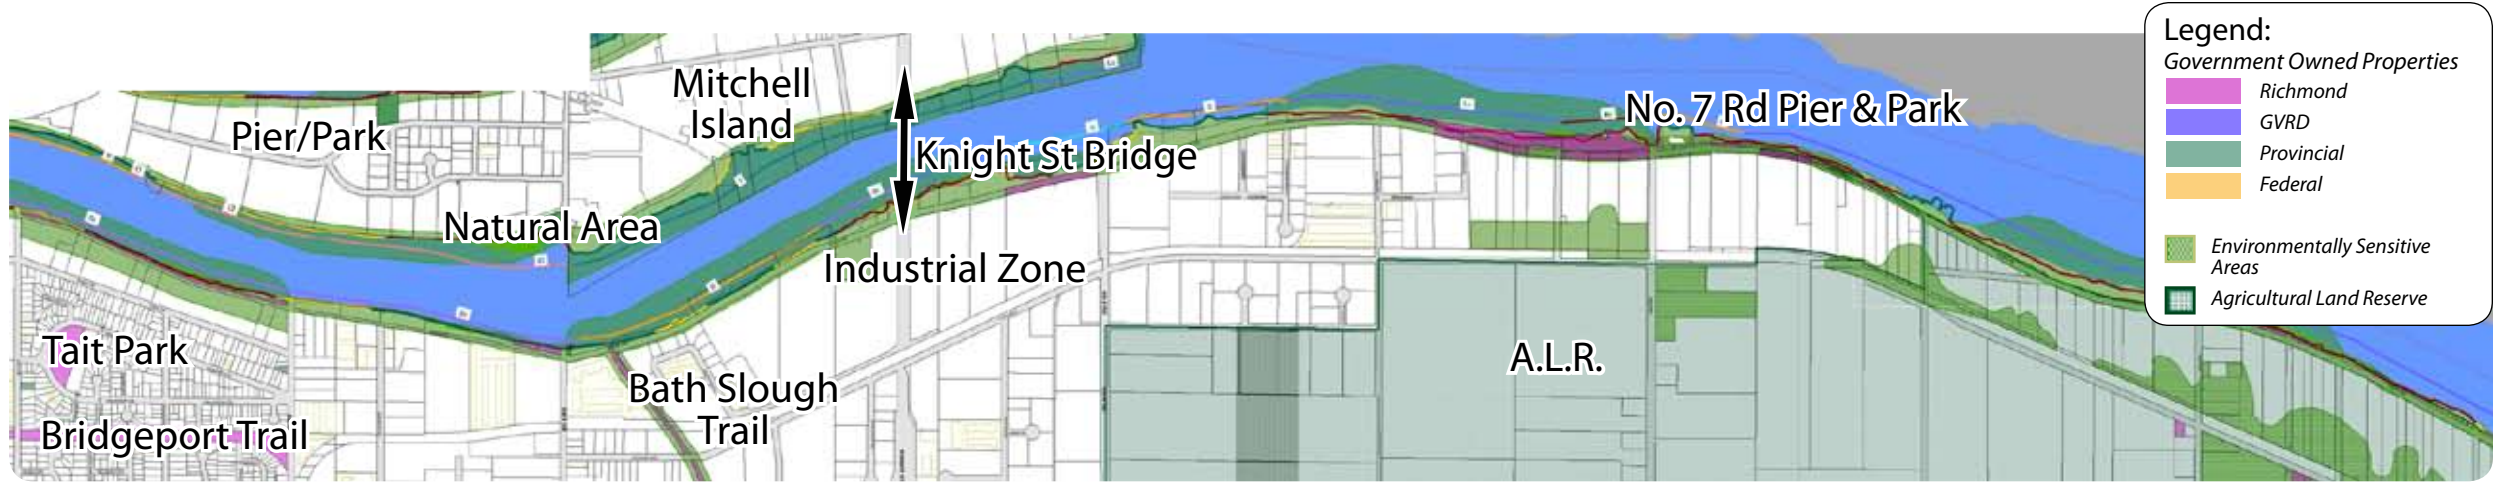 Mitchell
Island
Pier/Park
Knight St Bridge
No. 7 Rd Pier & Park
Natural Area
Industrial Zone
Tait Park
Bridgeport Trail
Bath Slough
Trail
A.L.R.
Legend:
Government Owned Properties
Richmond
GVRD
Provincial
Federal
Environmentally Sensitive
Areas
Agricultural Land Reserve